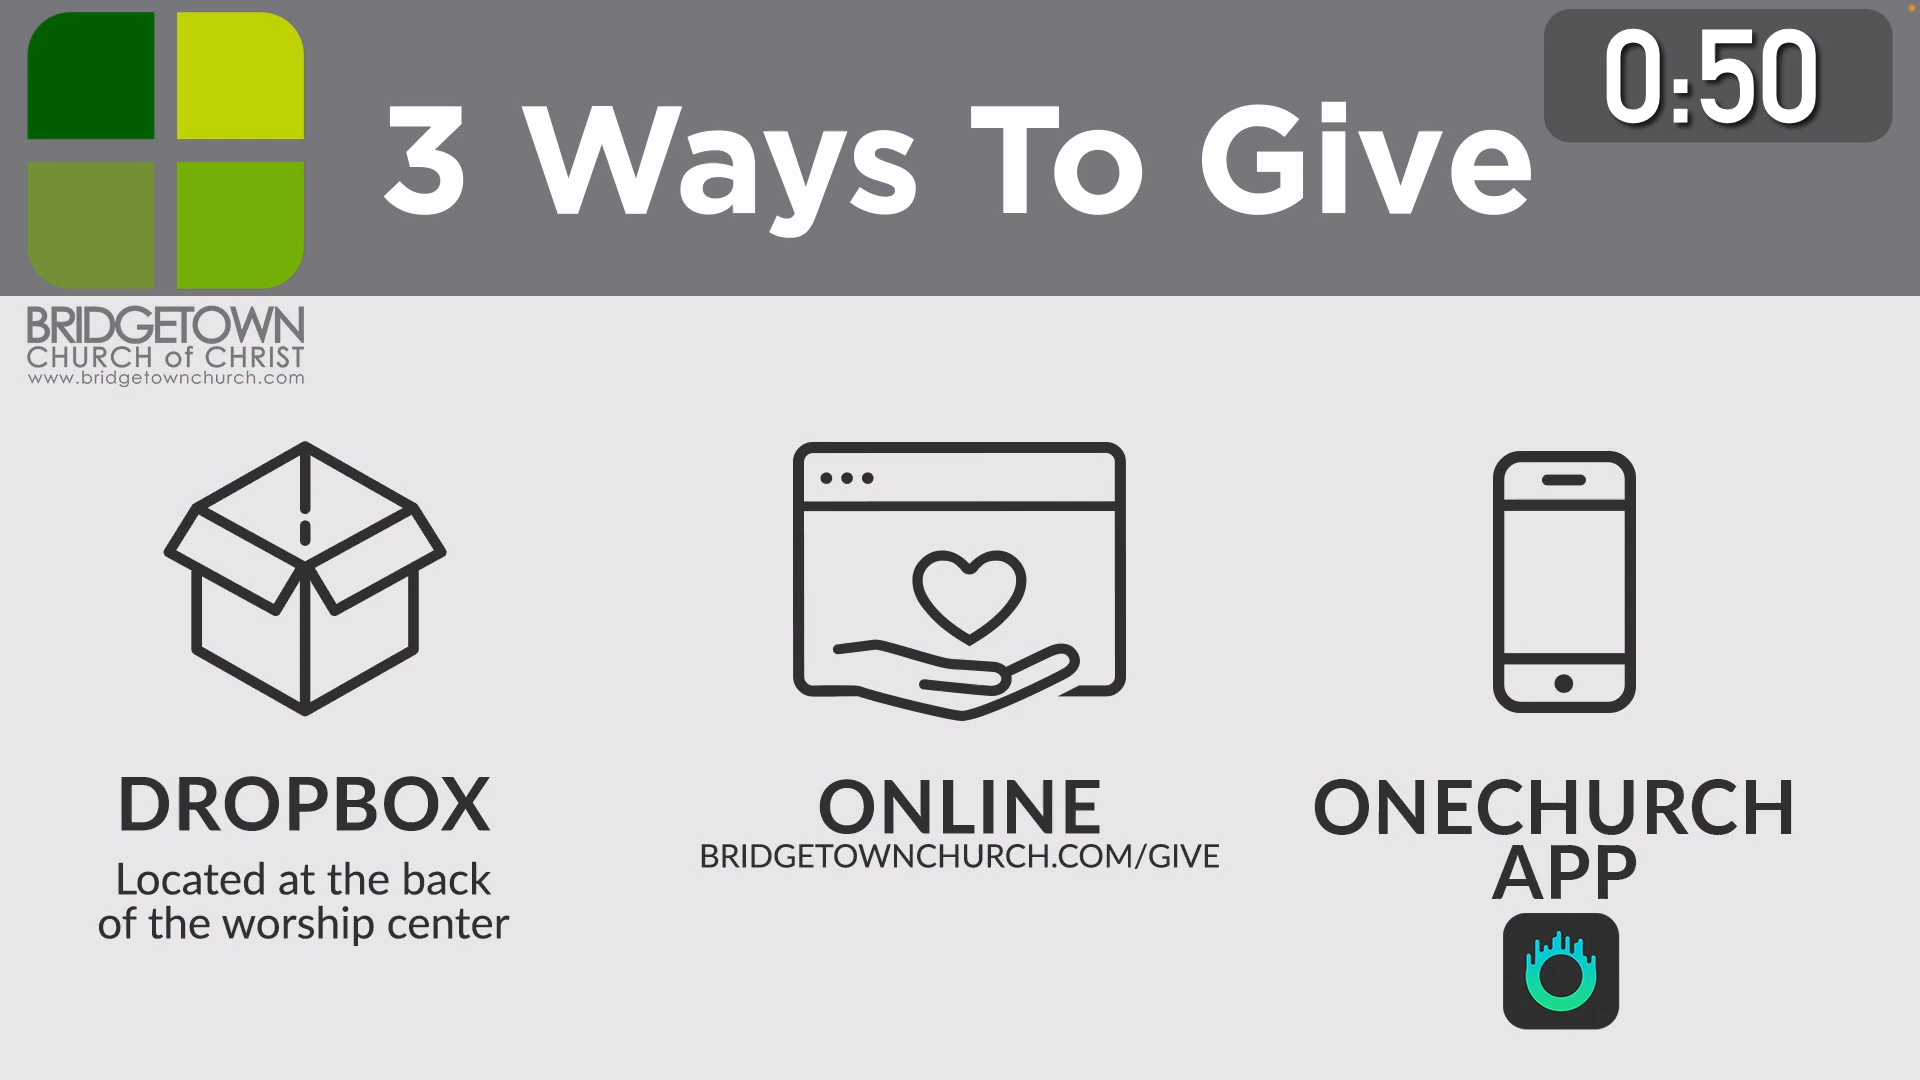 3 Ways To Give
0:50
BRIDGETOWN
CHURCH of CHRIST
www.bridgetownchurch.com
DROPBOX
Located at the back
of the worship center
ONLINE
BRIDGETOWNCHURCH.COM/GIVE
ONECHURCH
APP